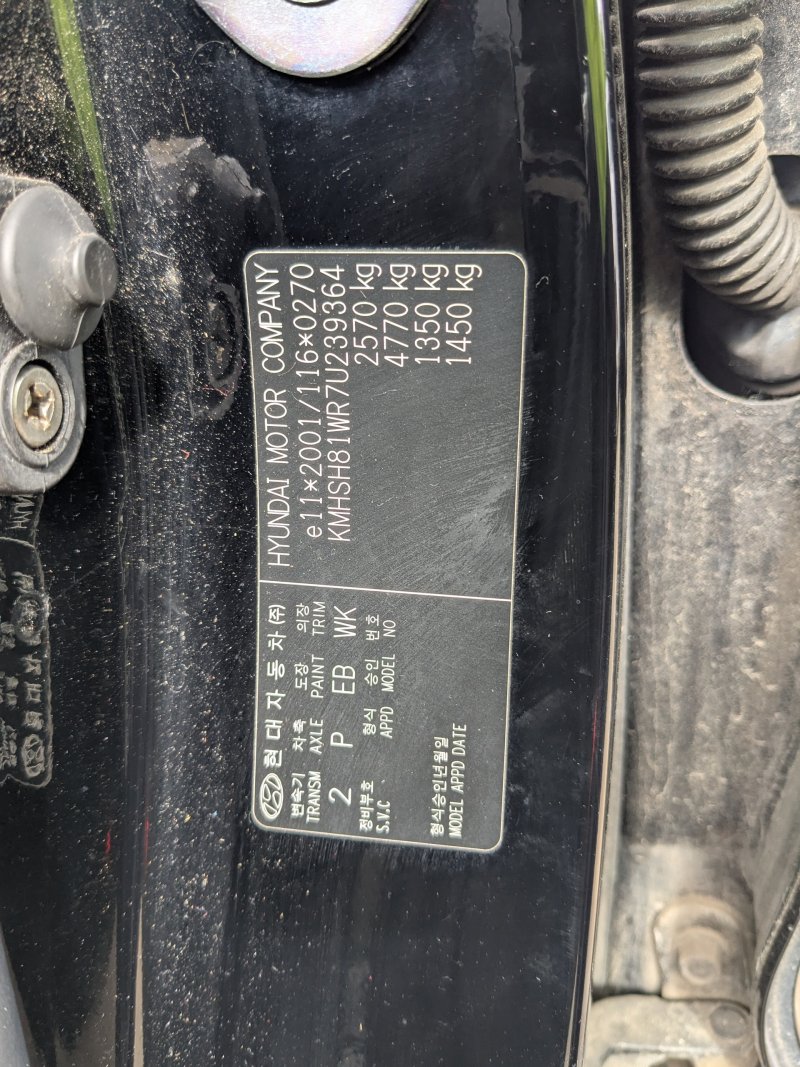 현대자동차(주)
변속기 차축 도장 의장
TRANSM AXLE PAINT TRIM
2 P EB WK
정비부호 형식 승인 번호
S.V.C APPD MODEL NO
형식승인년월일
MODEL APPD DATE
HYUNDAI MOTOR COMPANY
e11*2001/116*0270
KMHSH81WR7U239364
2570 kg
4770 kg
1350 kg
1450 kg